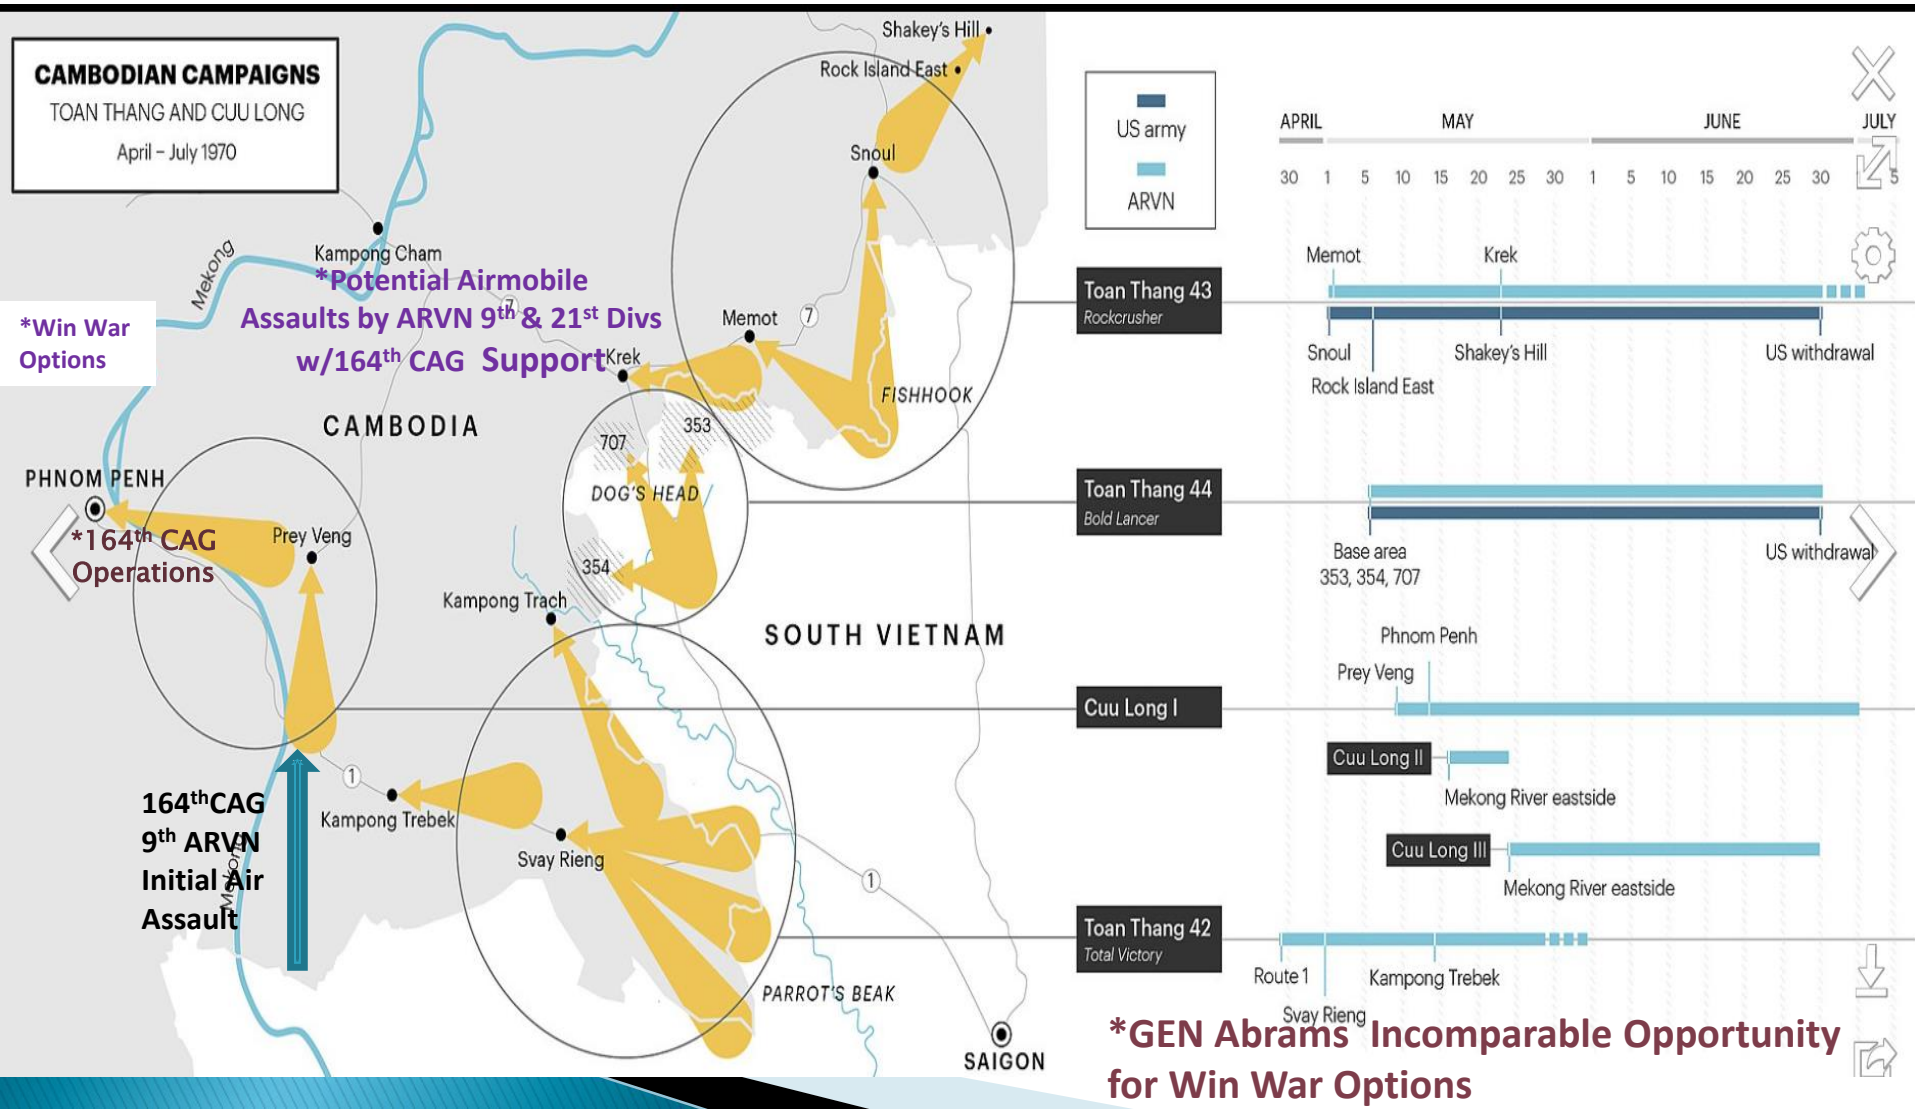 CAMBODIAN CAMPAIGNS
TOAN THANG AND CUU LONG
April – July 1970
Shakey's Hill
Rock Island East
Snoul
Mekong
Kampong Cham
*Potential Airmobile
Assaults by ARVN 9th & 21st Divs
w/164th CAG Support
7
*Win War
Options
Memot
7
Krek
FISHHOOK
CAMBODIA
353
707
DOG'S HEAD
354
PHNOM PENH
*164th CAG
Operations
Prey Veng
Kampong Trach
SOUTH VIETNAM
1
164thCAG
9th ARVN
Initial Air
Assault
Mekong
Kampong Trebek
Svay Rieng
1
PARROT'S BEAK
SAIGON
US army
ARVN
APRIL MAY JUNE JULY
30 1 5 10 15 20 25 30 1 5 10 15 20 25 30 5
Memot Krek
Toan Thang 43
Rockcrusher
Snoul Shakey's Hill US withdrawal
Rock Island East
Toan Thang 44
Bold Lancer
Base area
353, 354, 707
US withdrawal
Phnom Penh
Prey Veng
Cuu Long I
Cuu Long II
Mekong River eastside
Cuu Long III
Mekong River eastside
Toan Thang 42
Total Victory
Route 1 Kampong Trebek
Svay Rieng
*GEN Abrams Incomparable Opportunity
for Win War Options